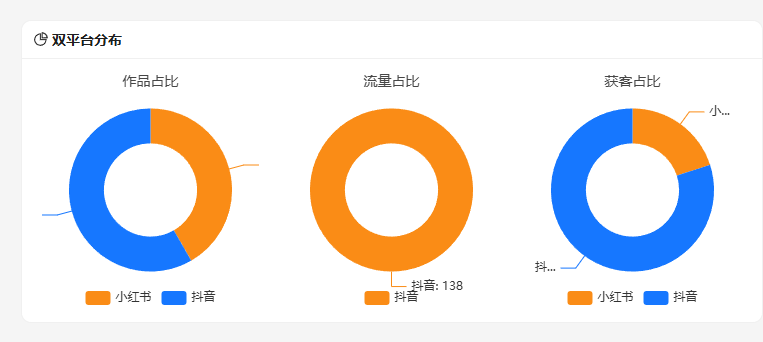 双平台分布
作品占比
流量占比
获客占比
小...
抖...
抖音: 138
小红书
抖音
抖音
小红书
抖音